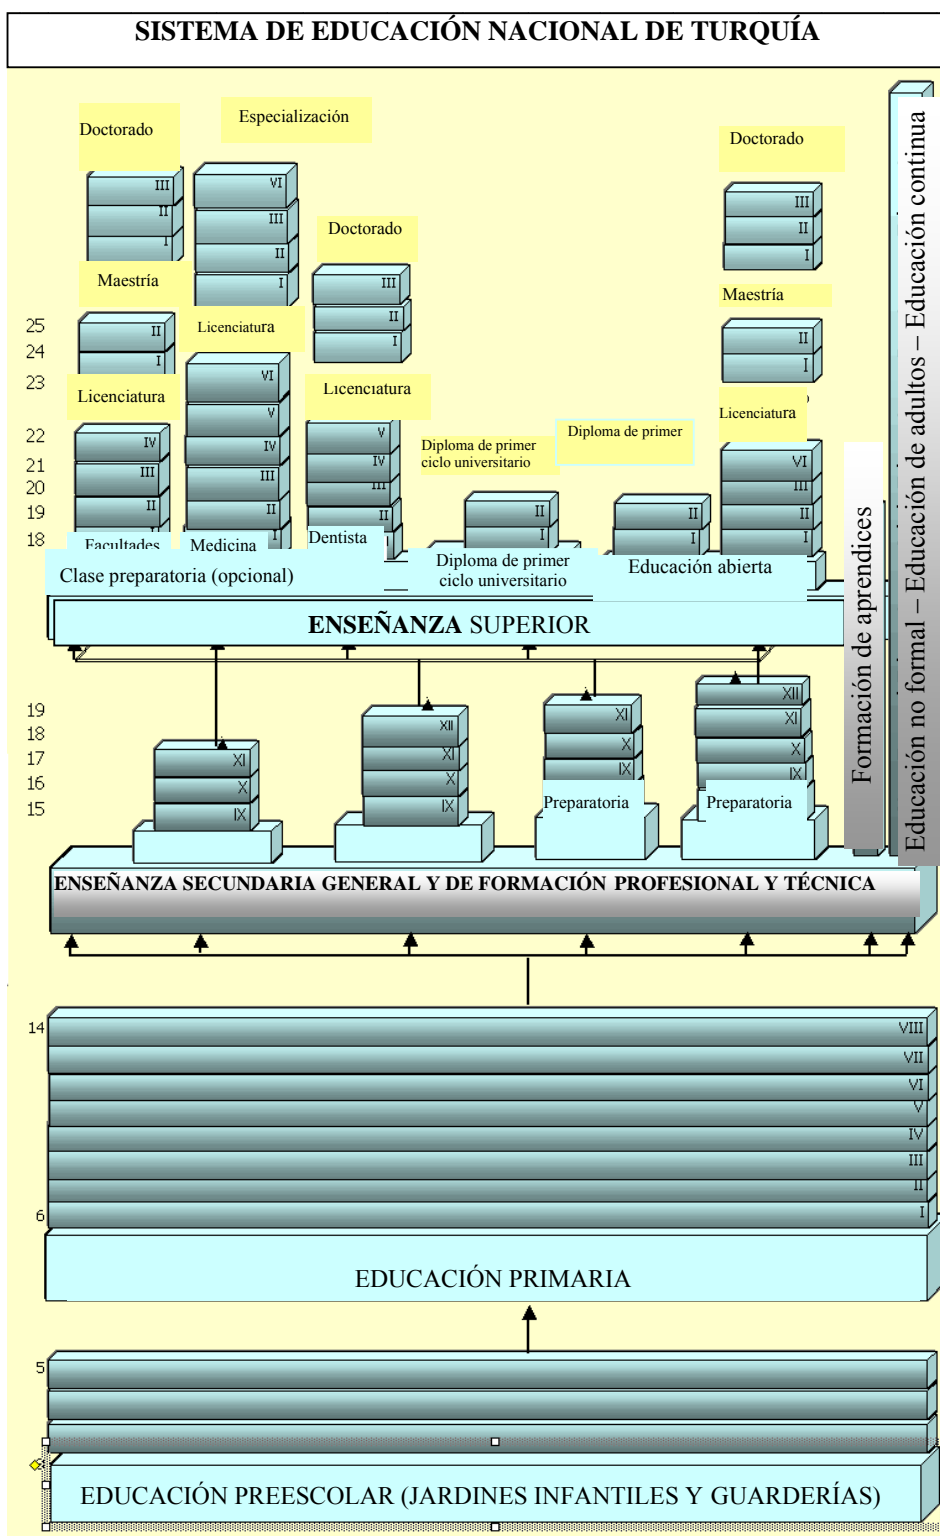 SISTEMA DE EDUCACIÓN NACIONAL DE TURQUÍA
Doctorado
Especialización
Doctorado
III
II
I
VI
III
II
I
Doctorado
III
II
I
III
II
I
Maestría
Maestría
Licenciatura
25
24
23
II
I
II
I
Licenciatura
Licenciatura
Licenciatura
22
21
20
19
18
IV
III
II
I
VI
V
IV
III
II
I
V
IV
III
II
Diploma de primer
ciclo universitario
Diploma de primer
II
I
II
I
VI
III
II
I
Facultades
Medicina
Dentista
Clase preparatoria (opcional)
Diploma de primer
ciclo universitario
Educación abierta
ENSEÑANZA SUPERIOR
Formación de aprendices
Educación no formal – Educación de adultos – Educación continua
19
18
17
16
15
XI
X
IX
XII
XI
X
IX
XI
X
IX
XII
XI
X
IX
Preparatoria
Preparatoria
ENSEÑANZA SECUNDARIA GENERAL Y DE FORMACIÓN PROFESIONAL Y TÉCNICA
14
VIII
VII
VI
V
IV
III
II
6
I
EDUCACIÓN PRIMARIA
5
EDUCACIÓN PREESCOLAR (JARDINES INFANTILES Y GUARDERÍAS)